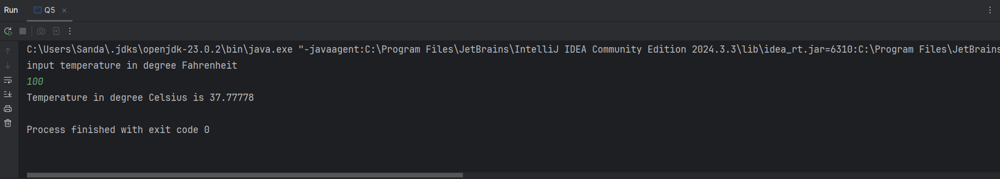 Run Q5
C:\Users\Sanda\.jdks\openjdk-23.0.2\bin\java.exe "-javaagent:C:\Program Files\JetBrains\IntelliJ IDEA Community Edition 2024.3.3\lib\idea_rt.jar=6310:C:\Program Files\JetBrains
input temperature in degree Fahrenheit
100
Temperature in degree Celsius is 37.77778
Process finished with exit code 0